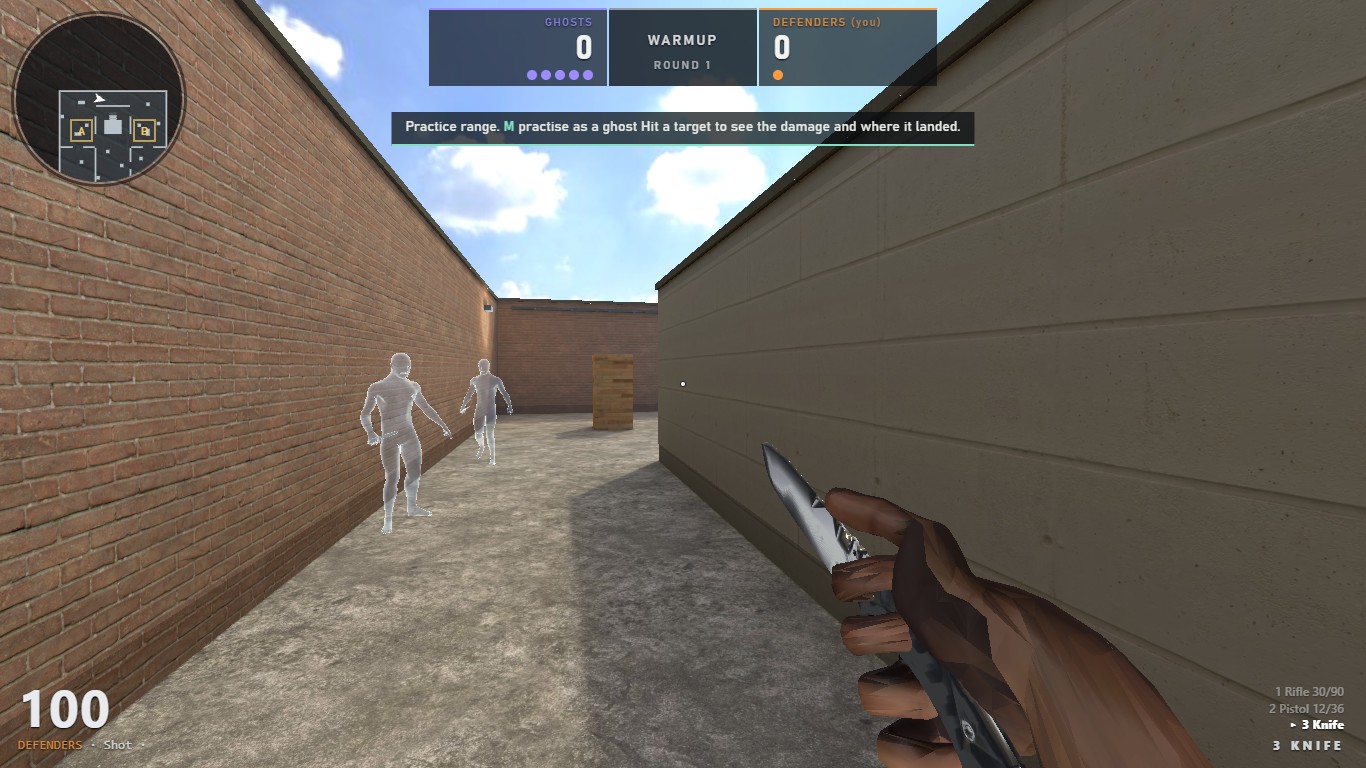 GHOSTS
0
WARMUP
ROUND 1
DEFENDERS (you)
0
Practice range. M practise as a ghost Hit a target to see the damage and where it landed.
A
B
100
DEFENDERS · Shot ·
1 Rifle 30/90
2 Pistol 12/36
▸ 3 Knife
3 KNIFE